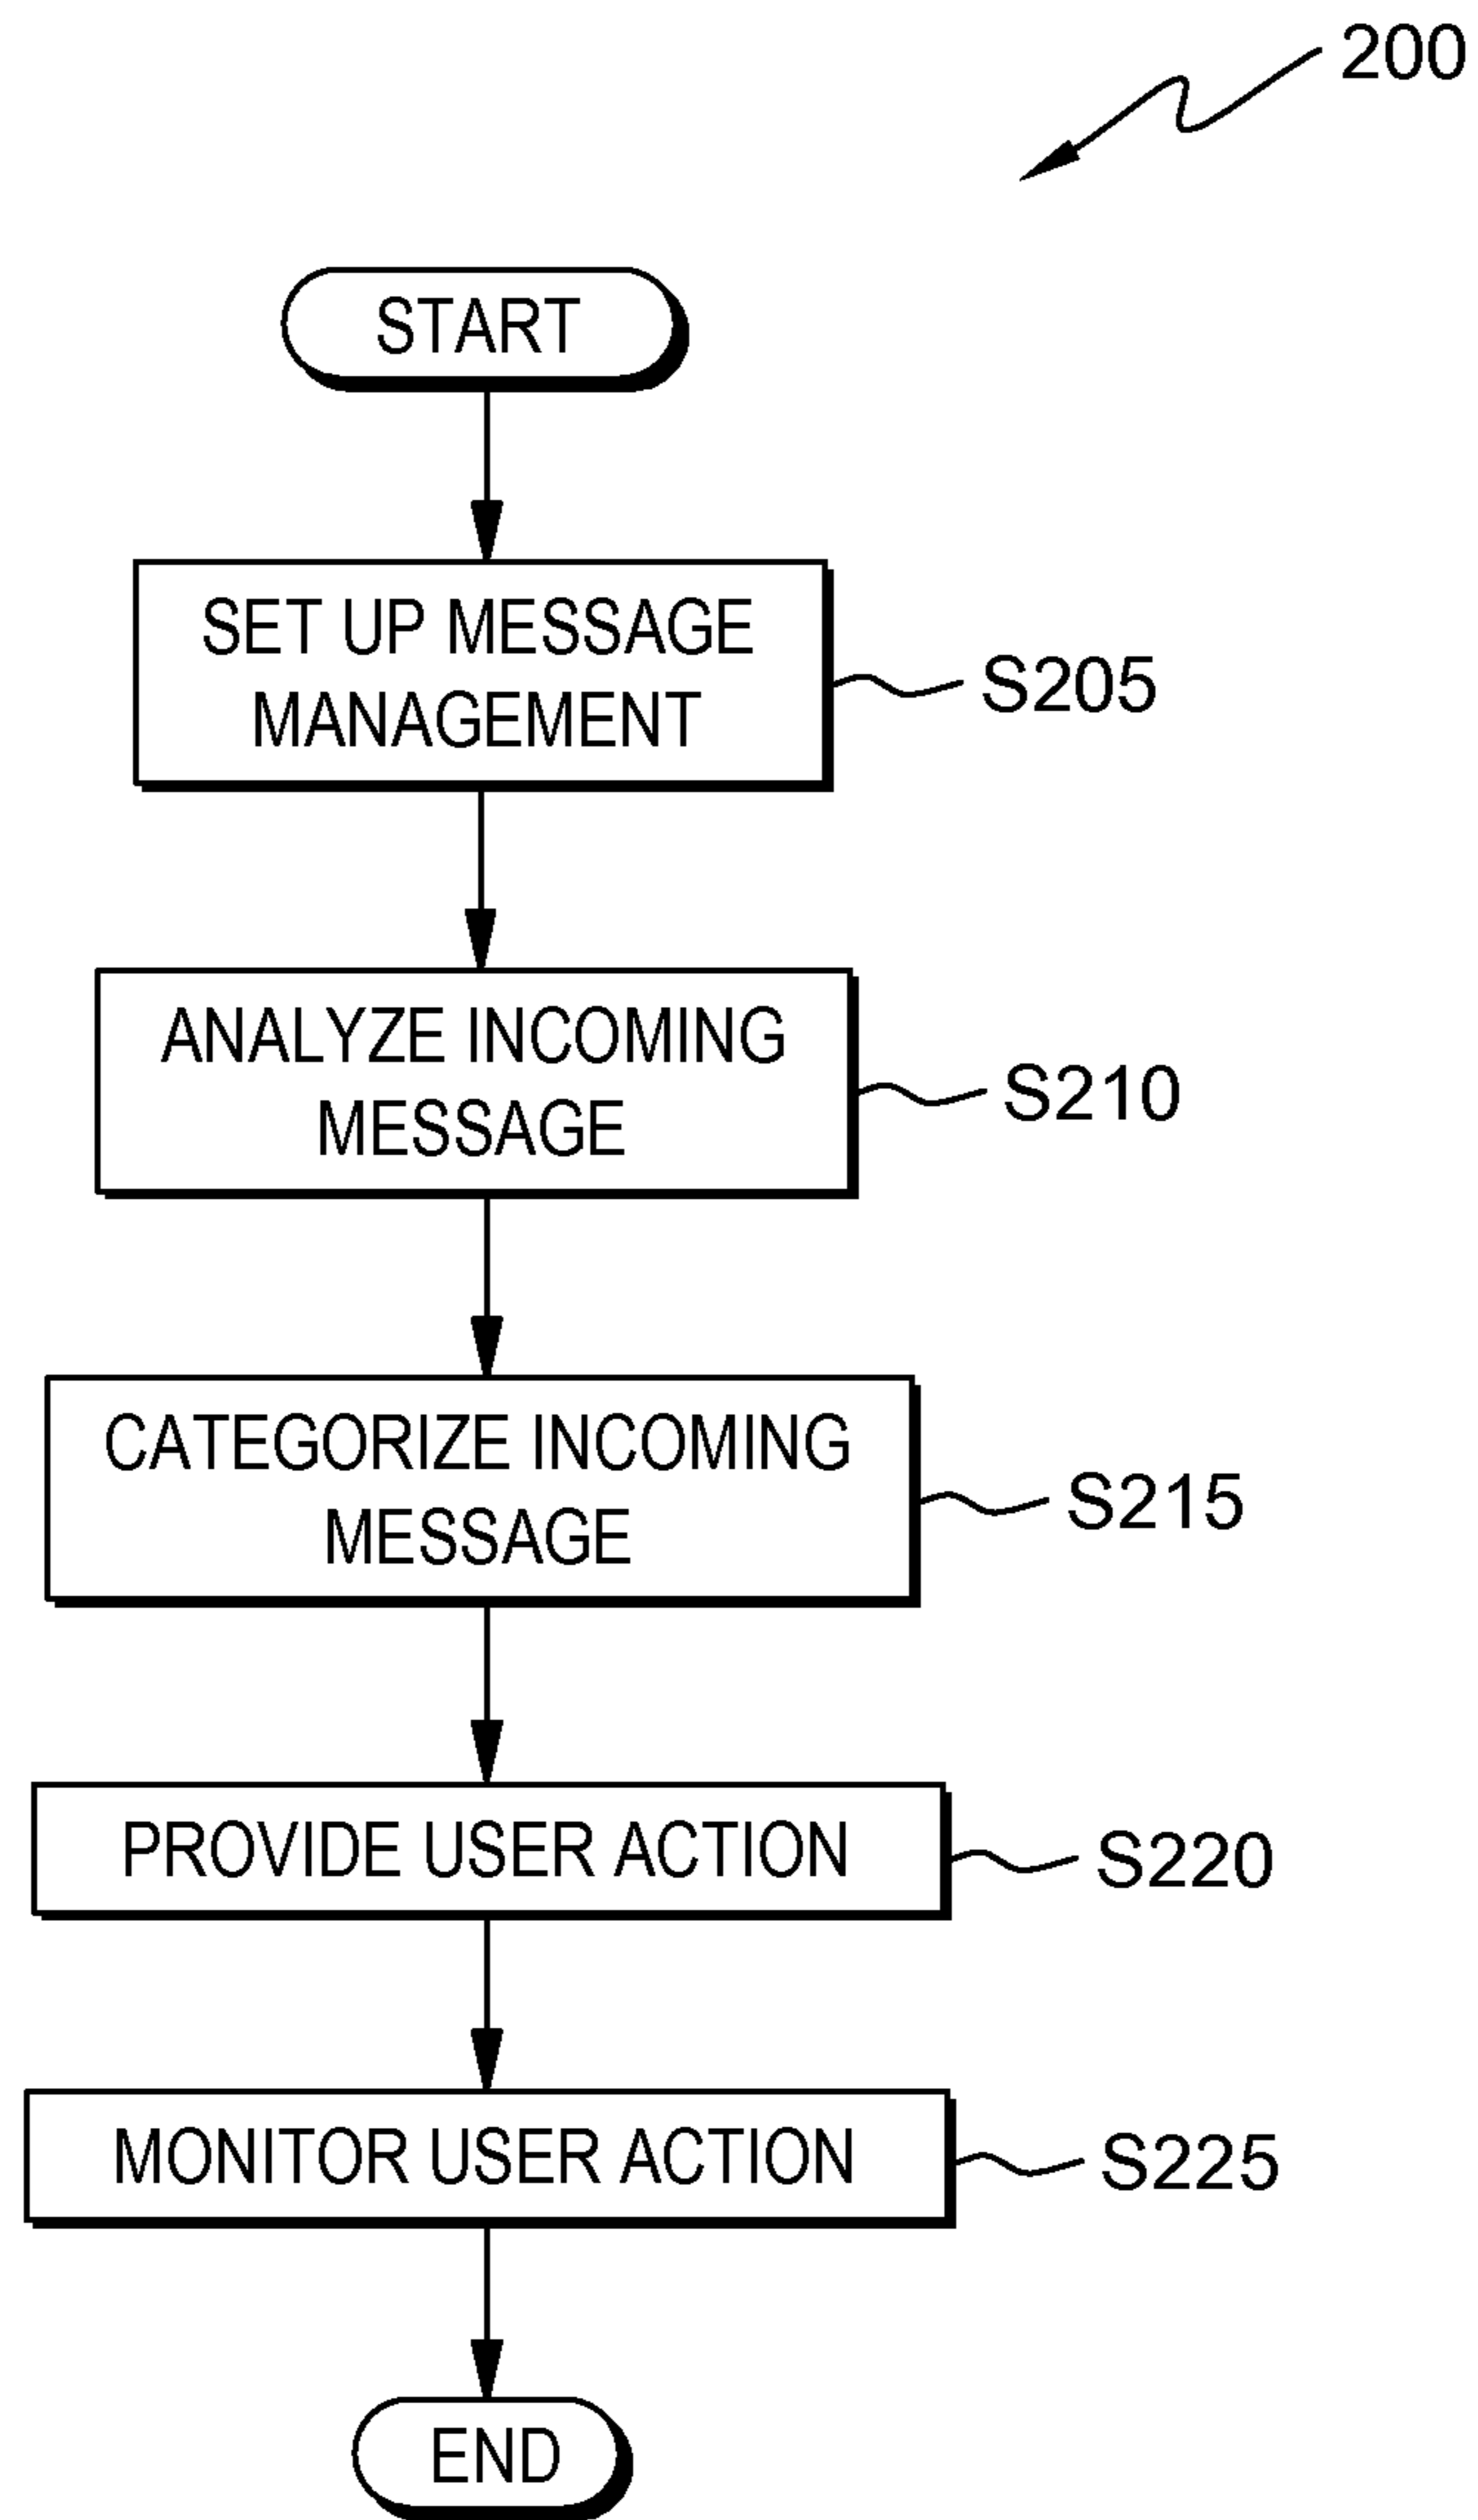 200
START
SET UP MESSAGE
MANAGEMENT
S205
ANALYZE INCOMING
MESSAGE
S210
CATEGORIZE INCOMING
MESSAGE
S215
PROVIDE USER ACTION
S220
MONITOR USER ACTION
S225
END